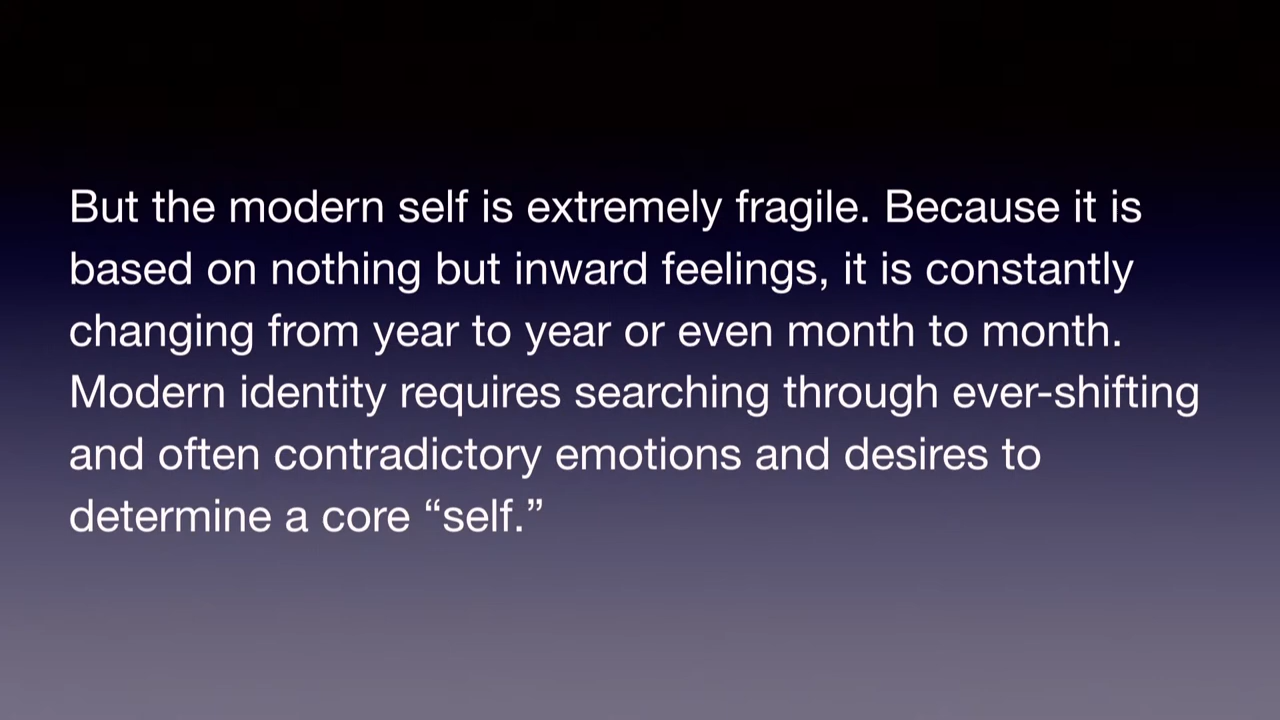 But the modern self is extremely fragile. Because it is
based on nothing but inward feelings, it is constantly
changing from year to year or even month to month.
Modern identity requires searching through ever-shifting
and often contradictory emotions and desires to
determine a core “self.”